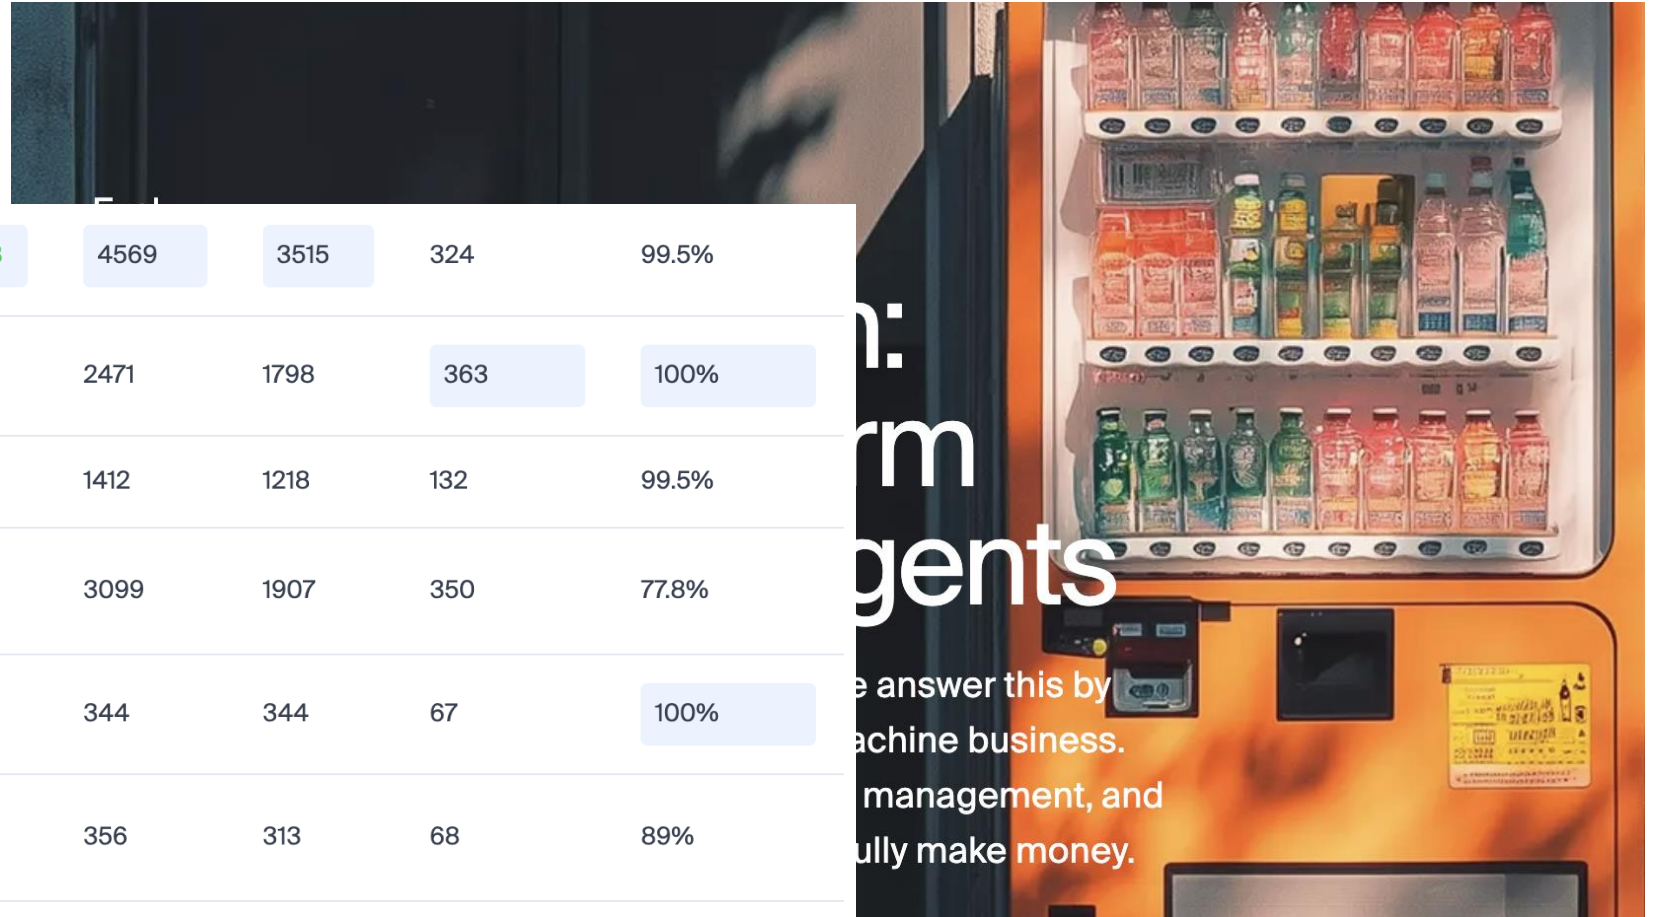 4569 3515 324 99.5%
2471 1798 363 100%
1412 1218 132 99.5%
3099 1907 350 77.8%
344 344 67 100%
356 313 68 89%
n:
rm
gents
e answer this by
achine business.
management, and
ully make money.